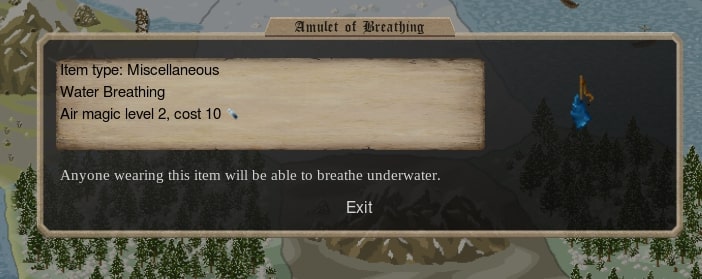 Amulet of Breathing
Item type: Miscellaneous
Water Breathing
Air magic level 2, cost 10
Anyone wearing this item will be able to breathe underwater.
Exit